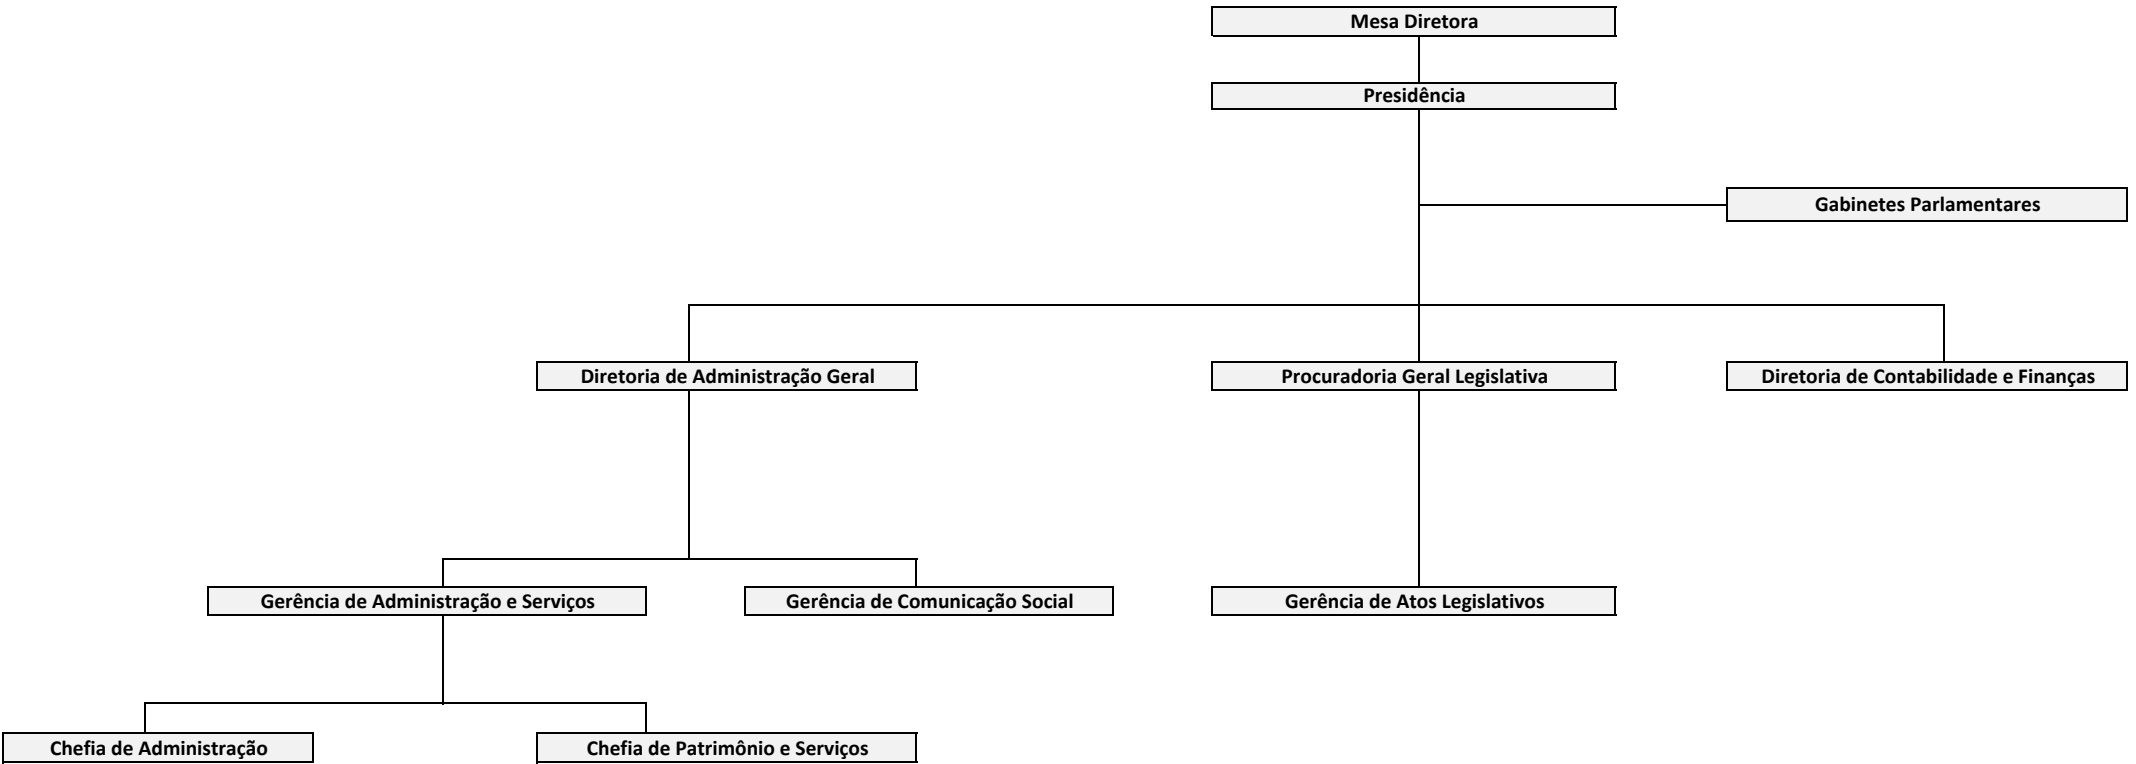 Mesa Diretora
Presidência
Gabinetes Parlamentares
Diretoria de Administração Geral
Procuradoria Geral Legislativa
Diretoria de Contabilidade e Finanças
Gerência de Administração e Serviços
Gerência de Comunicação Social
Gerência de Atos Legislativos
Chefia de Administração
Chefia de Patrimônio e Serviços